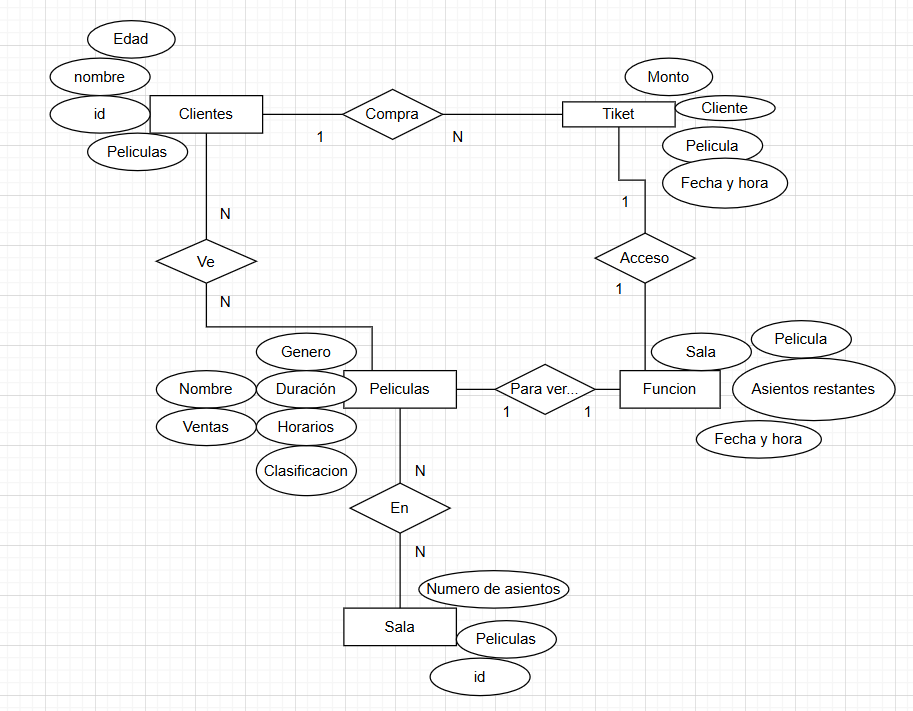 Edad
nombre
id
Clientes
Peliculas
Compra
1
N
Monto
Tiket
Cliente
Pelicula
Fecha y hora
N
Ve
N
1
Acceso
1
Genero
Nombre
Duración
Peliculas
Ventas
Horarios
Clasificacion
Para ver...
1
1
Sala
Pelicula
Funcion
Asientos restantes
Fecha y hora
N
En
N
Numero de asientos
Sala
Peliculas
id